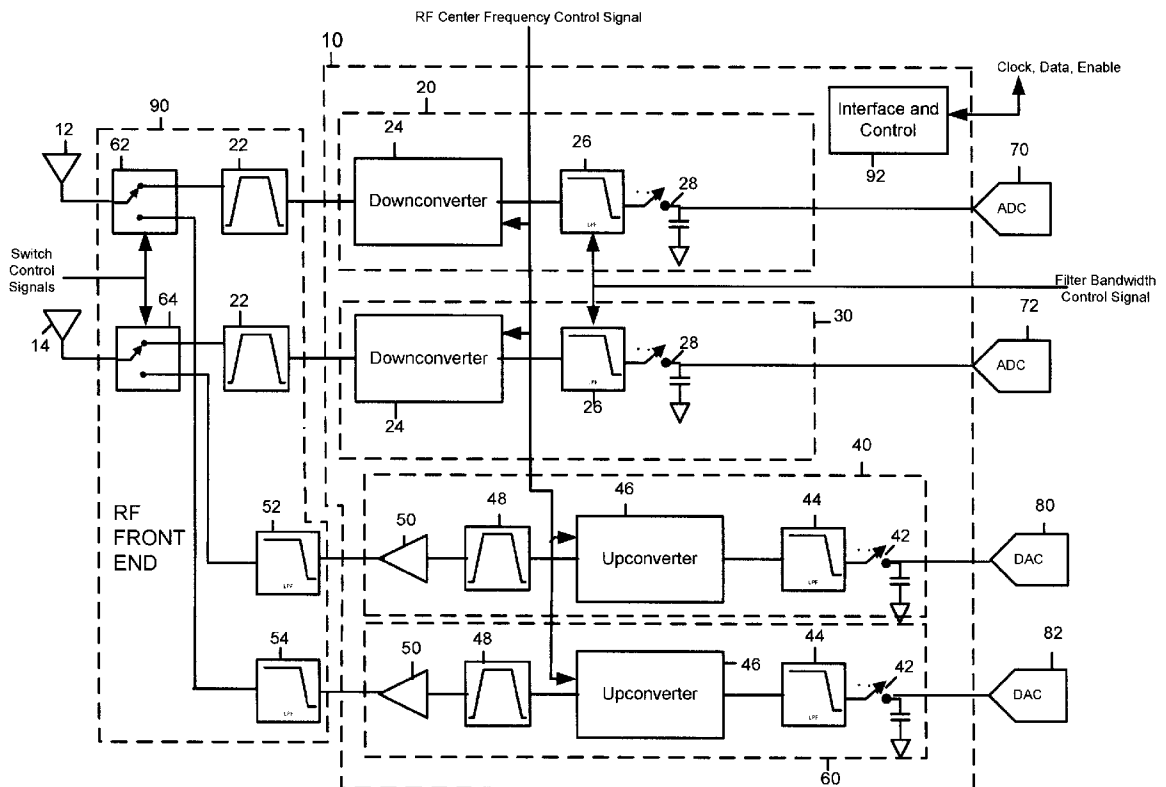 RF Center Frequency Control Signal
10
Clock, Data, Enable
20
Interface and
Control
92
90
12
62
22
24
Downconverter
26
LPF
28
70
ADC
Switch
Control
Signals
Filter Bandwidth
Control Signal
64
22
14
Downconverter
24
LPF
26
28
30
72
ADC
40
RF
FRONT
END
52
LPF
50
48
46
Upconverter
44
LPF
42
80
DAC
54
LPF
50
48
46
Upconverter
44
LPF
42
82
DAC
60